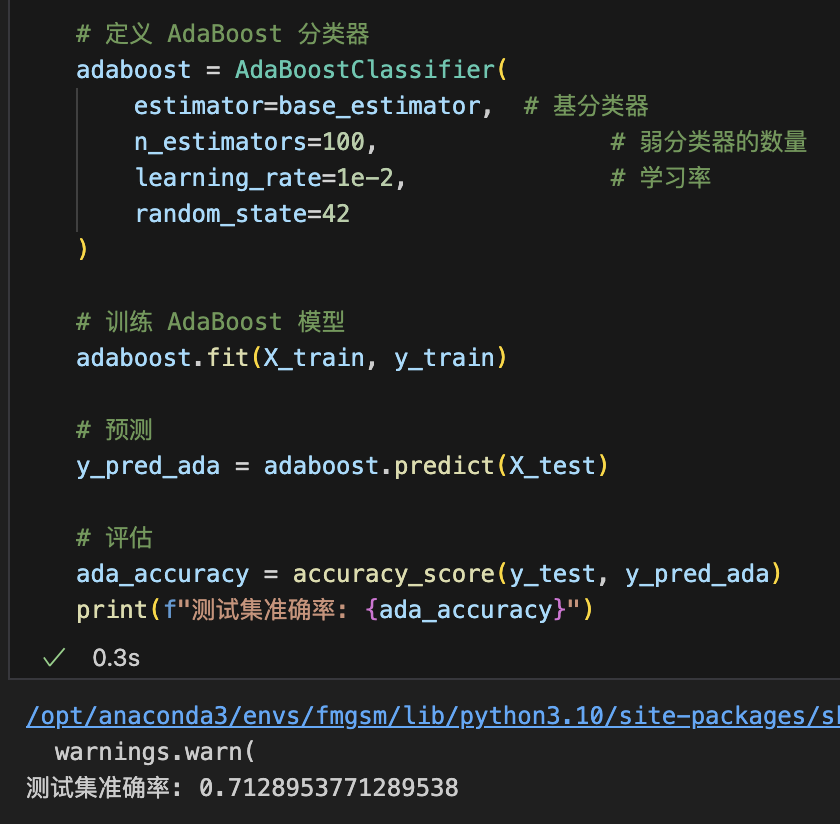 # 定义 AdaBoost 分类器
adaboost = AdaBoostClassifier(
    estimator=base_estimator,  # 基分类器
    n_estimators=100,                # 弱分类器的数量
    learning_rate=1e-2,              # 学习率
    random_state=42
)
# 训练 AdaBoost 模型
adaboost.fit(X_train, y_train)
# 预测
y_pred_ada = adaboost.predict(X_test)
# 评估
ada_accuracy = accuracy_score(y_test, y_pred_ada)
print(f"测试集准确率: {ada_accuracy}")
✓ 0.3s
/opt/anaconda3/envs/fmgsm/lib/python3.10/site-packages/
  warnings.warn(
测试集准确率: 0.7128953771289538